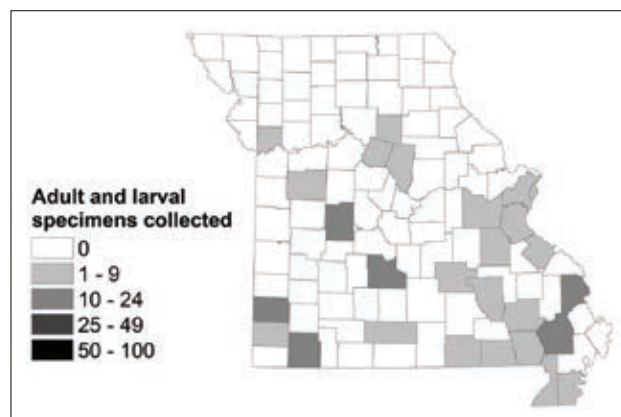 Adult and larval
specimens collected
0
1 - 9
10 - 24
25 - 49
50 - 100